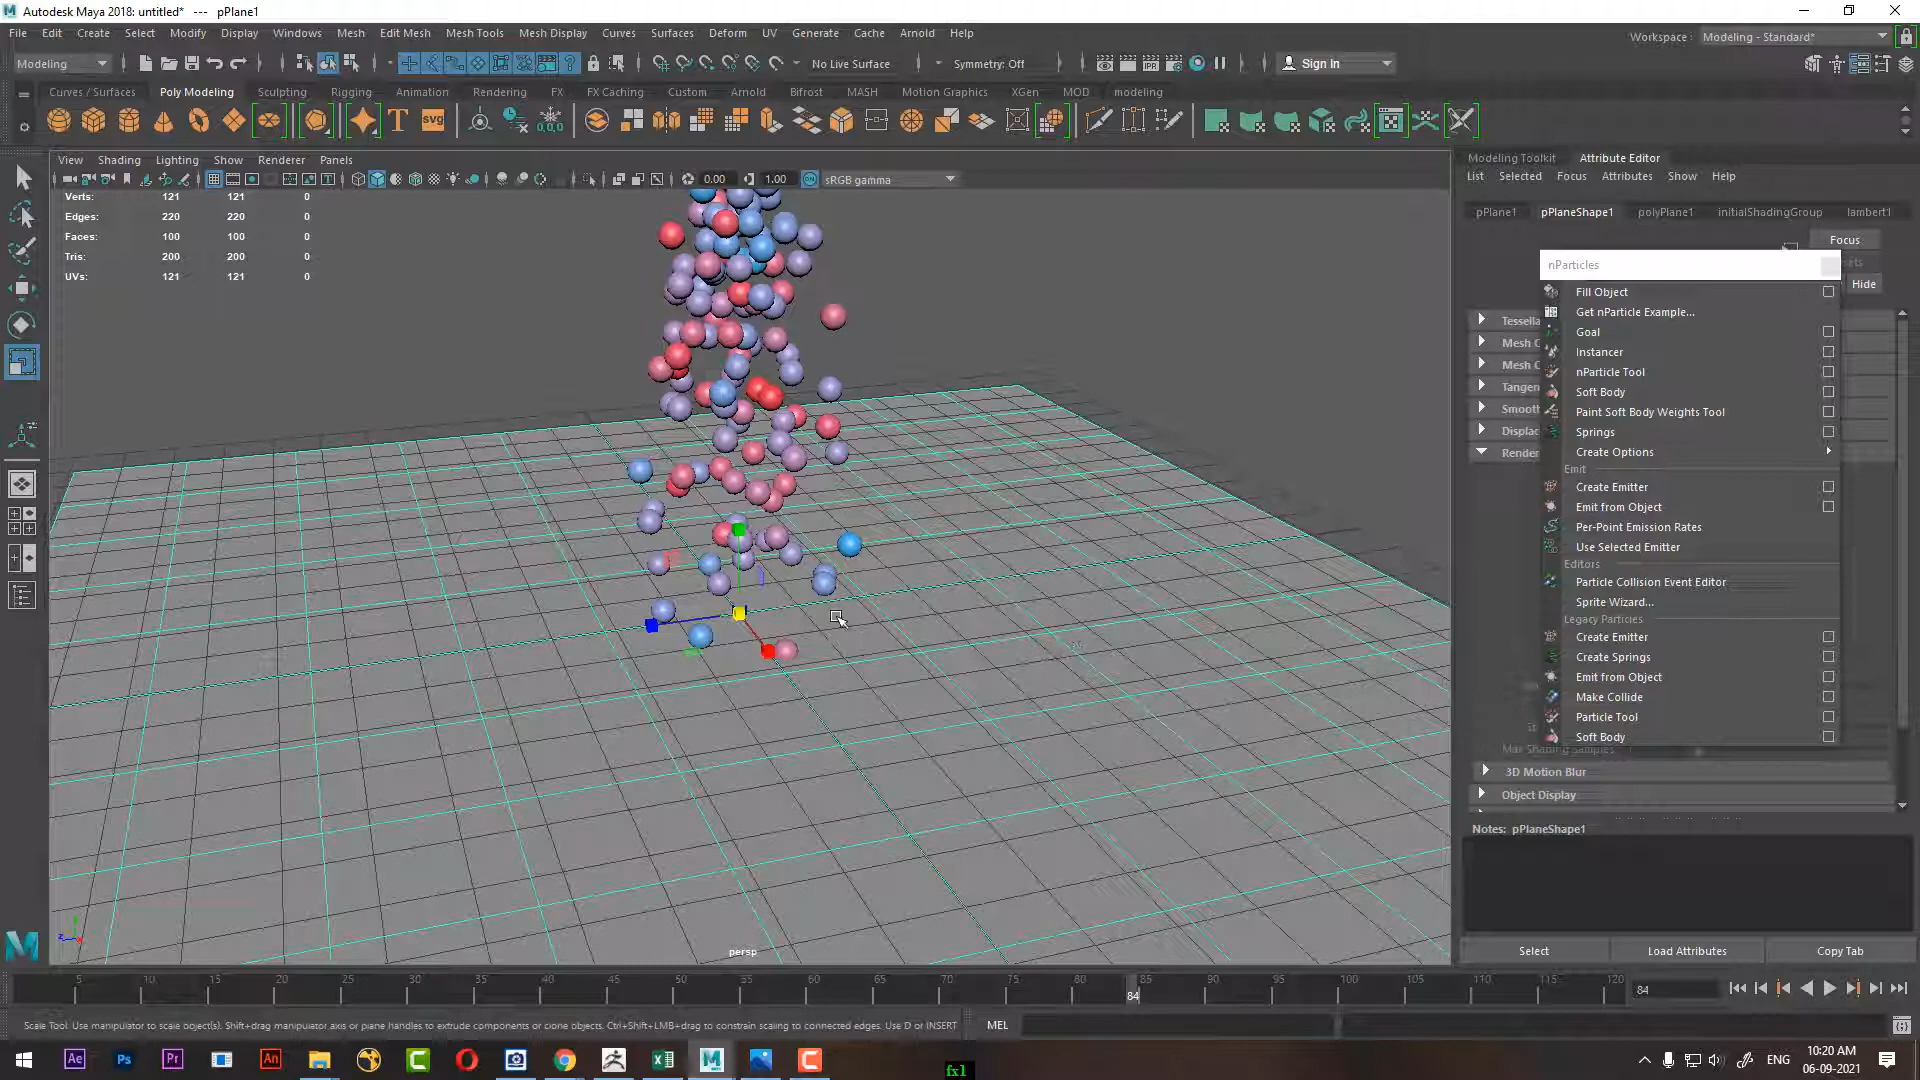 Autodesk Maya 2018: untitled*   ---   pPlane1
File Edit Create Select Modify Display Windows Mesh Edit Mesh Mesh Tools Mesh Display Curves Surfaces Deform UV Generate Cache Arnold Help
Workspace : Modeling - Standard*
Modeling No Live Surface Symmetry: Off Sign In
Curves / Surfaces Poly Modeling Sculpting Rigging Animation Rendering FX FX Caching Custom Arnold Bifrost MASH Motion Graphics XGen MOD modeling
T svg 0,0,0
View Shading Lighting Show Renderer Panels
0.00 1.00 sRGB gamma
Verts: 121 121 0
Edges: 220 220 0
Faces: 100 100 0
Tris: 200 200 0
UVs: 121 121 0
persp
Modeling Toolkit Attribute Editor
List Selected Focus Attributes Show Help
pPlane1 pPlaneShape1 polyPlane1 initialShadingGroup lambert1
Focus
sets
Hide
Tessella
Mesh C
Mesh C
Tangen
Smoot
Displac
Render
nParticles
Fill Object
Get nParticle Example...
Goal
Instancer
nParticle Tool
Soft Body
Paint Soft Body Weights Tool
Springs
Create Options
Emit
Create Emitter
Emit from Object
Per-Point Emission Rates
Use Selected Emitter
Editors
Particle Collision Event Editor
Sprite Wizard...
Legacy Particles
Create Emitter
Create Springs
Emit from Object
Make Collide
Particle Tool
Soft Body
Max Shading Samples
3D Motion Blur
Object Display
Notes: pPlaneShape1
Select Load Attributes Copy Tab
5 10 15 20 25 30 35 40 45 50 55 60 65 70 75 80 85 90 95 100 105 110 115 120
84
84
Scale Tool: Use manipulator to scale object(s). Shift+drag manipulator axis or plane handles to extrude components or clone objects. Ctrl+Shift+LMB+drag to constrain scaling to connected edges. Use D or INSERT
MEL
Ae Ps Pr An
fx1
ENG
10:20 AM
06-09-2021